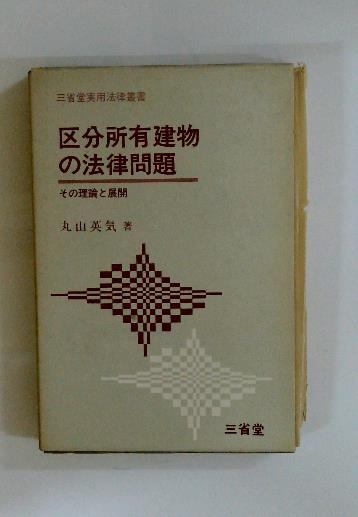 三省堂実用法律叢書
区分所有建物
の法律問題
その理論と展開
丸山英気 著
三省堂